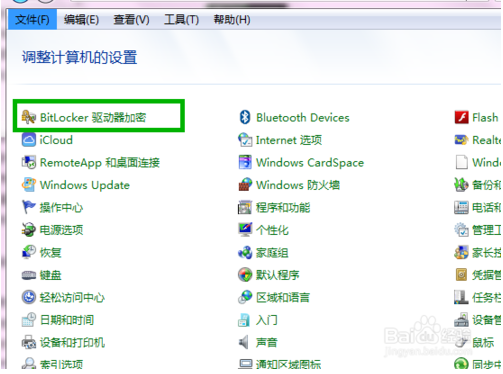 文件(F) 编辑(E) 查看(V) 工具(T) 帮助(H)
调整计算机的设置
BitLocker 驱动器加密 Bluetooth Devices Flash
iCloud Internet 选项 Realte
RemoteApp 和桌面连接 Windows CardSpace Windo
Windows Update Windows 防火墙 备份和
操作中心 程序和功能 电话和
电源选项 个性化 管理工
恢复 家庭组 家长控
键盘 默认程序 凭据管
轻松访问中心 区域和语言 任务栏
日期和时间 入门 设备管
设备和打印机 声音 鼠标
索引选项 通知区域图标 同步中
Baidu 百科经验
jingyan.baidu.com